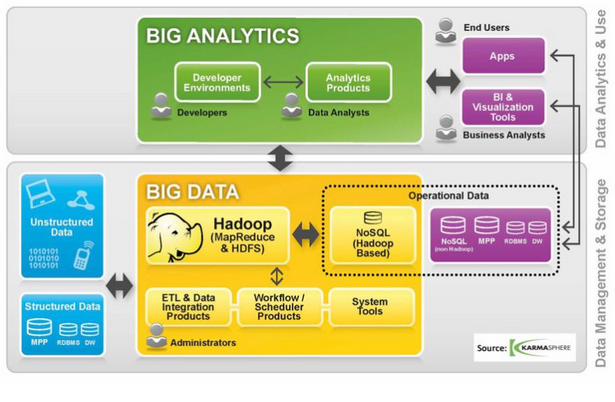 BIG ANALYTICS
Developer
Environments
Analytics
Products
Developers
Data Analysts
End Users
Apps
BI &
Visualization
Tools
Business Analysts
Data Analytics & Use
Unstructured
Data
1010101
0101010
1010101
Structured Data
MPP
RDBMS
DW
BIG DATA
Hadoop
(MapReduce
& HDFS)
Operational Data
NoSQL
(Hadoop
Based)
NoSQL
(non Hadoop)
MPP
RDBMS
DW
ETL & Data
Integration
Products
Workflow /
Scheduler
Products
System
Tools
Administrators
Source: KARMASPHERE
Data Management & Storage